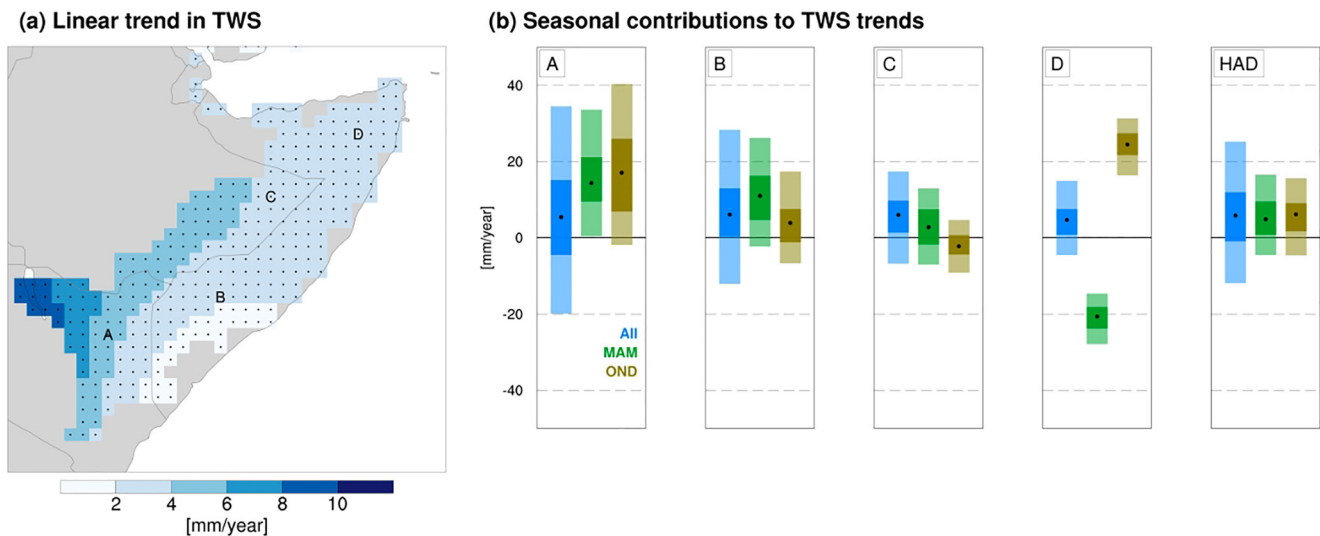 (a) Linear trend in TWS
(b) Seasonal contributions to TWS trends
A
B
C
D
2 4 6 8 10
[mm/year]
[mm/year]
40
20
0
-20
-40
A
B
C
D
HAD
All
MAM
OND